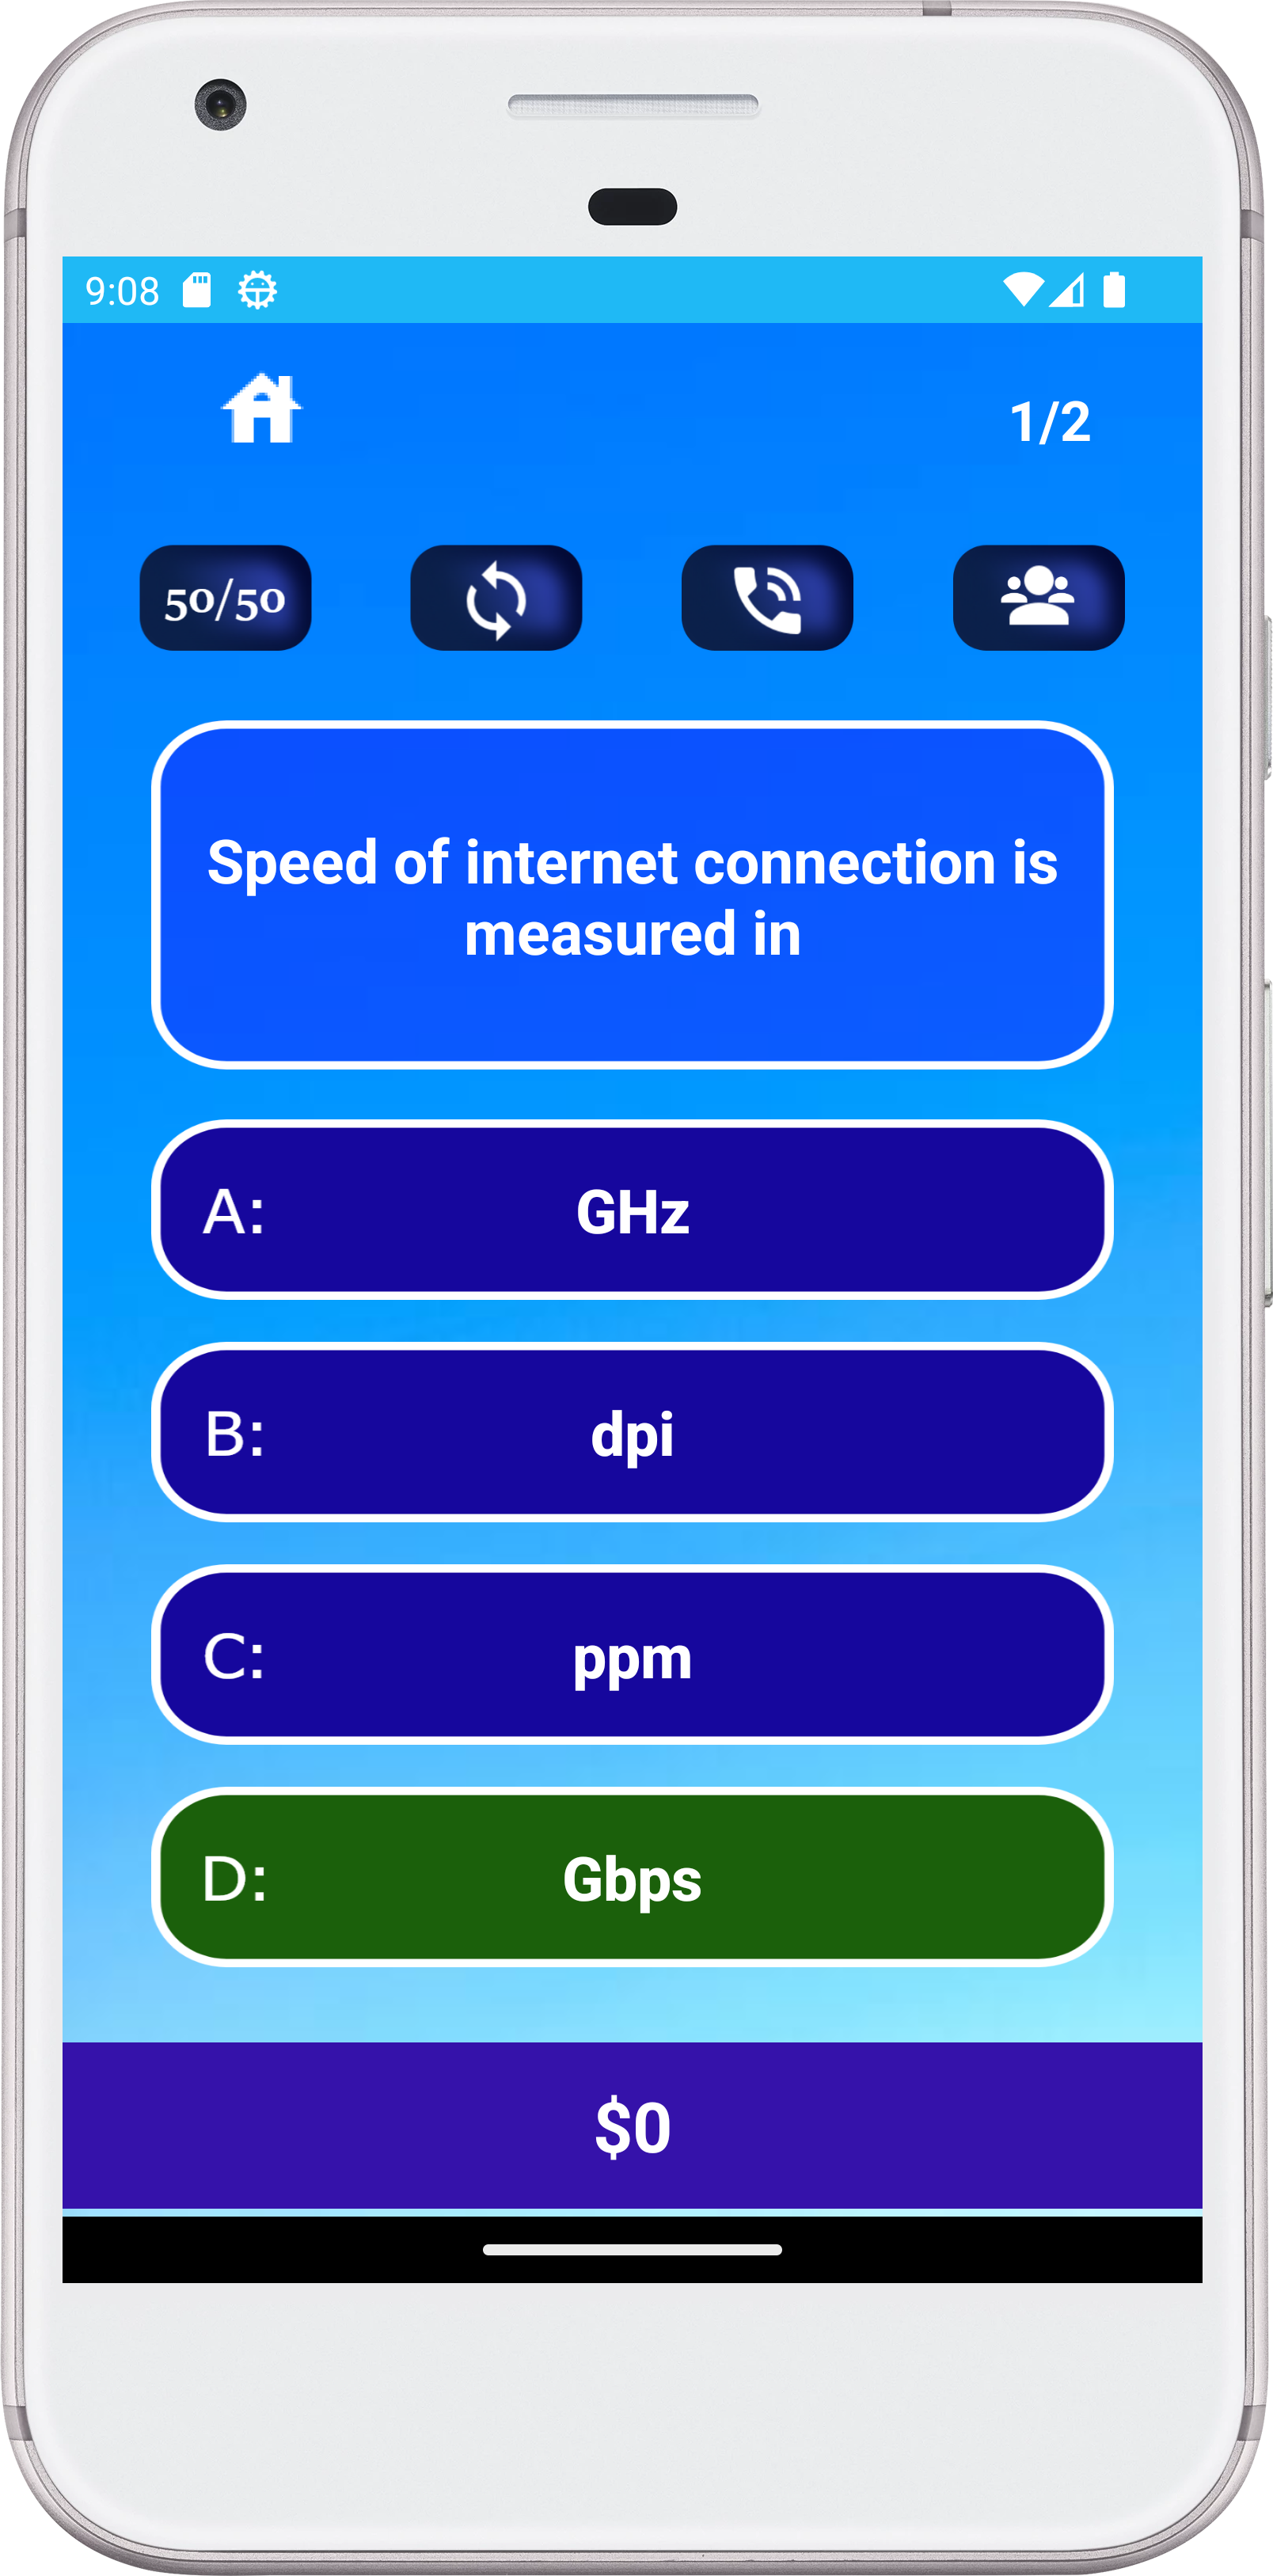 9:08
1/2
50/50
Speed of internet connection is
measured in
A: GHz
B: dpi
C: ppm
D: Gbps
$0